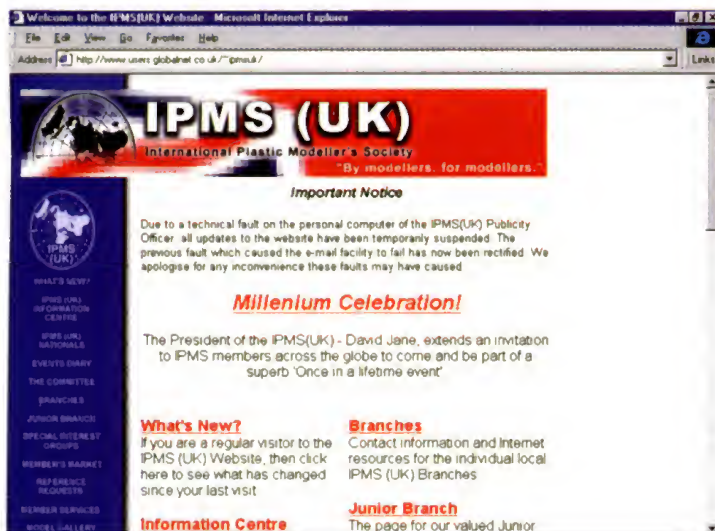 Welcome to the IPMS(UK) Website - Microsoft Internet Explorer
File Edit View Go Favorites Help
Address http://www.users.globalnet.co.uk/~ipmsuk/
Links
IPMS (UK)
International Plastic Modeller's Society
"By modellers, for modellers."
Important Notice
Due to a technical fault on the personal computer of the IPMS(UK) Publicity
Officer all updates to the website have been temporarily suspended. The
previous fault which caused the e-mail facility to fail has now been rectified. We
apologise for any inconvenience these faults may have caused
Millenium Celebration!
The President of the IPMS(UK) - David Jane, extends an invitation
to IPMS members across the globe to come and be part of a
superb 'Once in a lifetime event'
IPMS
(UK)
WHAT'S NEW?
IPMS (UK)
INFORMATION
CENTRE
IPMS (UK)
NATIONALS
EVENTS DIARY
THE COMMITTEE
BRANCHES
JUNIOR BRANCH
SPECIAL INTEREST
GROUPS
MEMBER'S MARKET
REFERENCE
REQUESTS
MEMBER SERVICES
MODEL GALLERY
What's New?
If you are a regular visitor to the
IPMS (UK) Website, then click
here to see what has changed
since your last visit
Information Centre
Branches
Contact information and Internet
resources for the individual local
IPMS (UK) Branches
Junior Branch
The page for our valued Junior